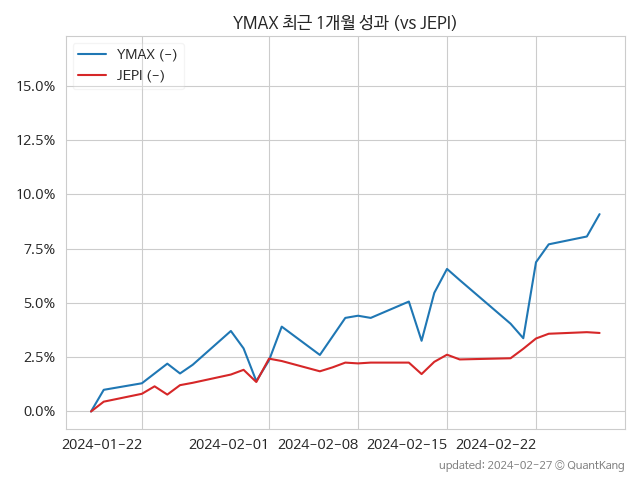 YMAX 최근 1개월 성과 (vs JEPI)
YMAX (-)
JEPI (-)
15.0%
12.5%
10.0%
7.5%
5.0%
2.5%
0.0%
2024-01-22 2024-02-01 2024-02-08 2024-02-15 2024-02-22
updated: 2024-02-27 © QuantKang